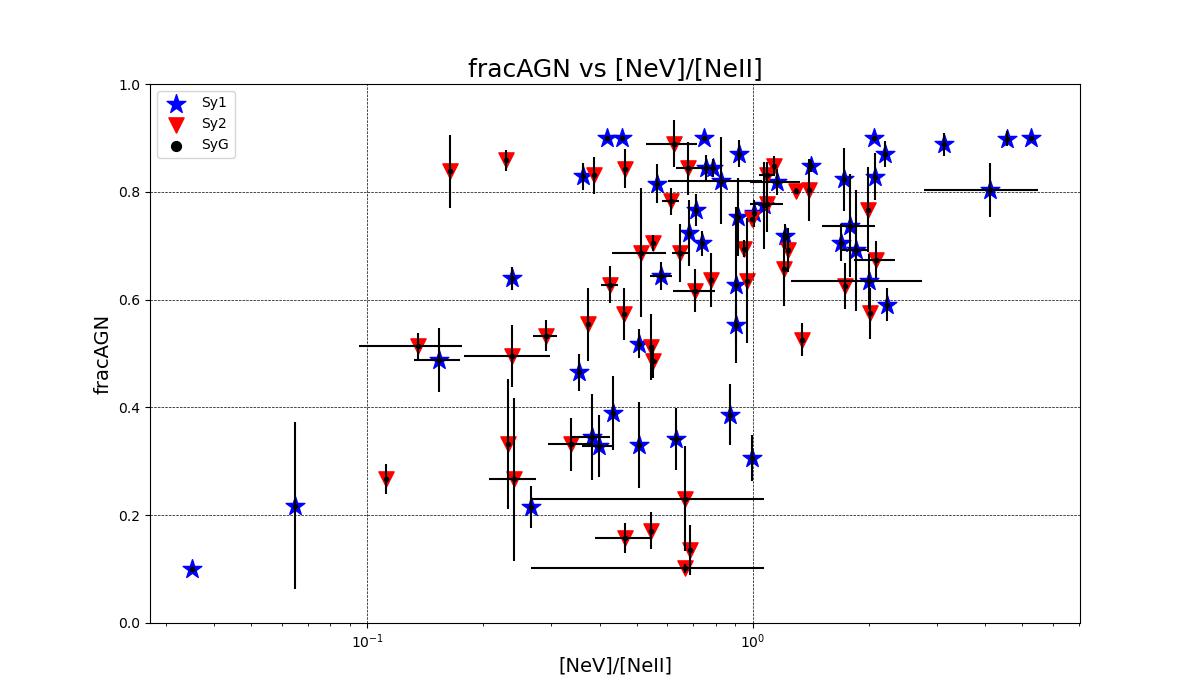 fracAGN vs [NeV]/[NeII]
Sy1
Sy2
SyG
fracAGN
1.0
0.8
0.6
0.4
0.2
0.0
10⁻¹
10⁰
[NeV]/[NeII]